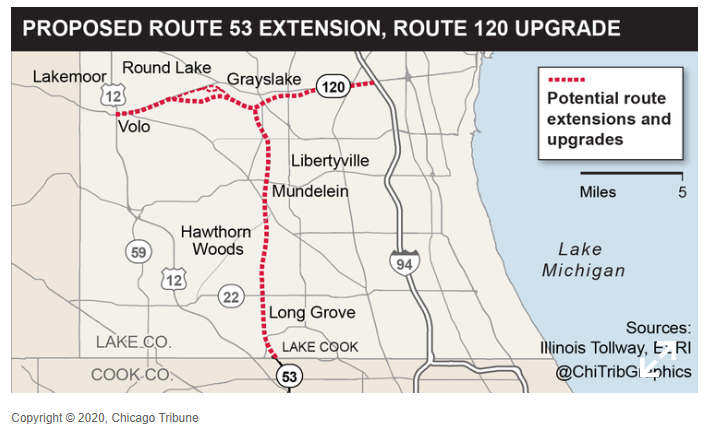 PROPOSED ROUTE 53 EXTENSION, ROUTE 120 UPGRADE
Lakemoor
Round Lake
Grayslake
120
12
Volo
Potential route
extensions and
upgrades
Libertyville
Miles 5
Mundelein
Hawthorn
Woods
59
12
94
Lake
Michigan
22
Long Grove
LAKE CO.
LAKE COOK
COOK CO.
53
Sources:
Illinois Tollway,
@ChiTribGraphics
Copyright © 2020, Chicago Tribune